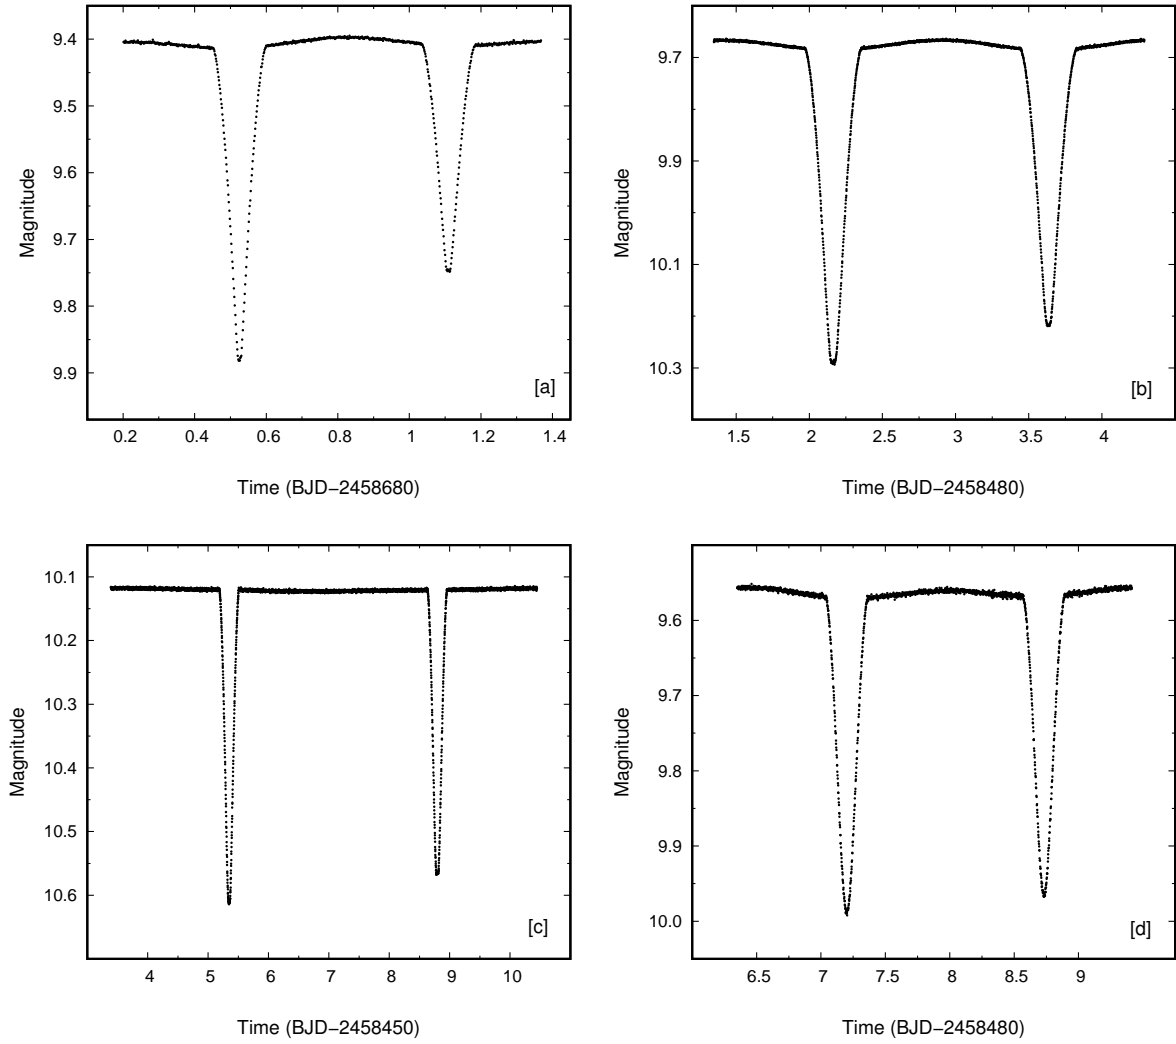 9.4
9.5
9.6
9.7
9.8
9.9
Magnitude
0.2 0.4 0.6 0.8 1 1.2 1.4
[a]
Time (BJD−2458680)
9.7
9.9
10.1
10.3
Magnitude
1.5 2 2.5 3 3.5 4
[b]
Time (BJD−2458480)
10.1
10.2
10.3
10.4
10.5
10.6
Magnitude
4 5 6 7 8 9 10
[c]
Time (BJD−2458450)
9.6
9.7
9.8
9.9
10.0
Magnitude
6.5 7 7.5 8 8.5 9
[d]
Time (BJD−2458480)